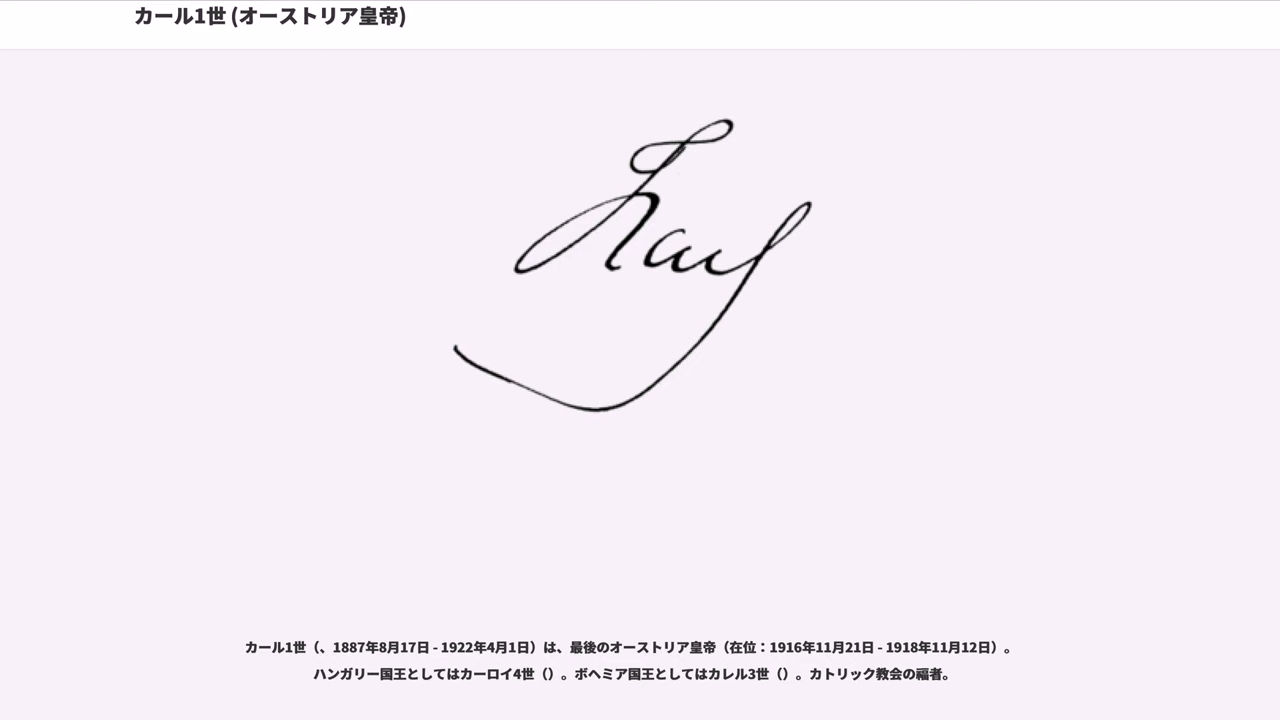 カール1世 (オーストリア皇帝)
Karl
カール1世（、1887年8月17日 - 1922年4月1日）は、最後のオーストリア皇帝（在位：1916年11月21日 - 1918年11月12日）。
ハンガリー国王としてはカーロイ4世（）。ボヘミア国王としてはカレル3世（）。カトリック教会の福者。